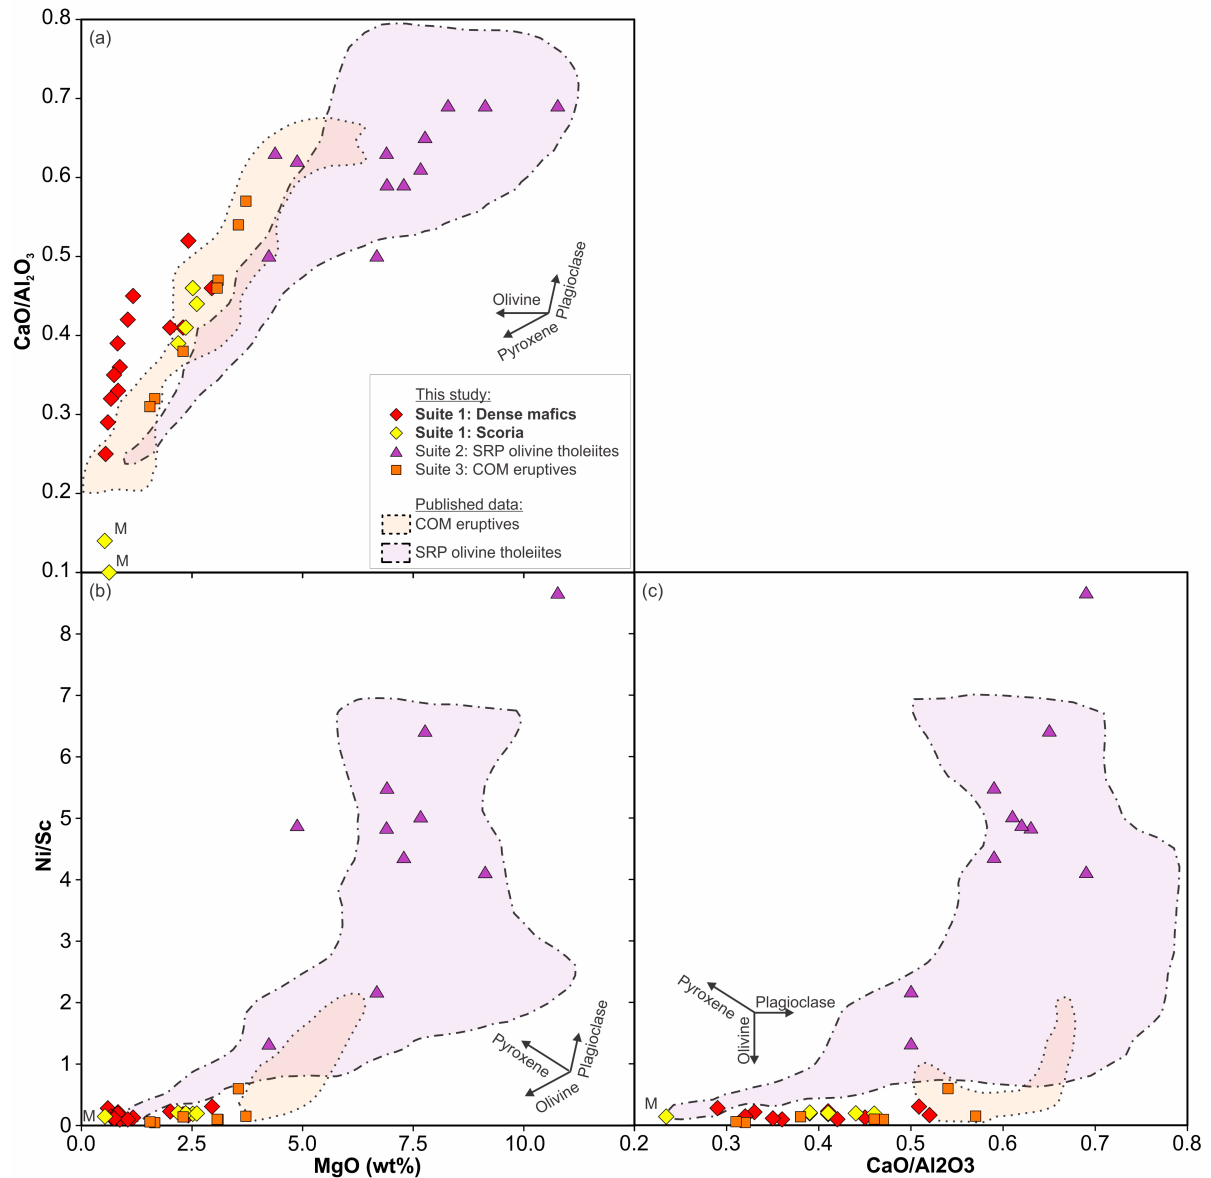 0.8
(a)
0.7
0.6
0.5
0.4
0.3
0.2
0.1
CaO/Al2O3
Olivine
Plagioclase
Pyroxene
This study:
Suite 1: Dense mafics
Suite 1: Scoria
Suite 2: SRP olivine tholeiites
Suite 3: COM eruptives
Published data:
COM eruptives
SRP olivine tholeiites
M
M
(b)
8
7
6
5
4
3
2
1
0
Ni/Sc
Pyroxene
Plagioclase
Olivine
M
0
2.5
5.0
7.5
10.0
MgO (wt%)
(c)
Pyroxene
Plagioclase
Olivine
M
0.2
0.3
0.4
0.5
0.6
0.7
0.8
CaO/Al2O3